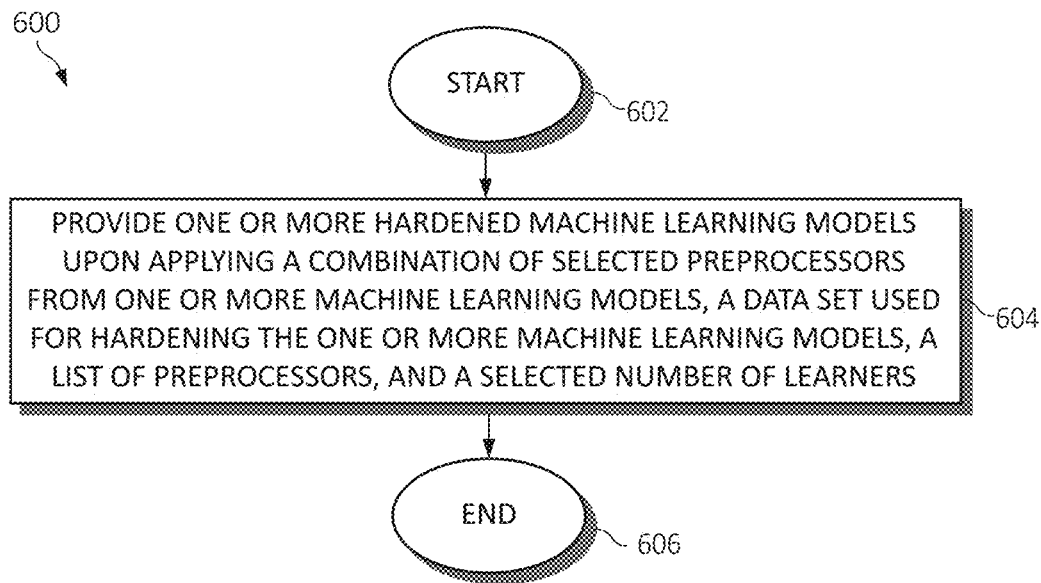 600
START
602
PROVIDE ONE OR MORE HARDENED MACHINE LEARNING MODELS
UPON APPLYING A COMBINATION OF SELECTED PREPROCESSORS
FROM ONE OR MORE MACHINE LEARNING MODELS, A DATA SET USED
FOR HARDENING THE ONE OR MORE MACHINE LEARNING MODELS, A
LIST OF PREPROCESSORS, AND A SELECTED NUMBER OF LEARNERS
604
END
606